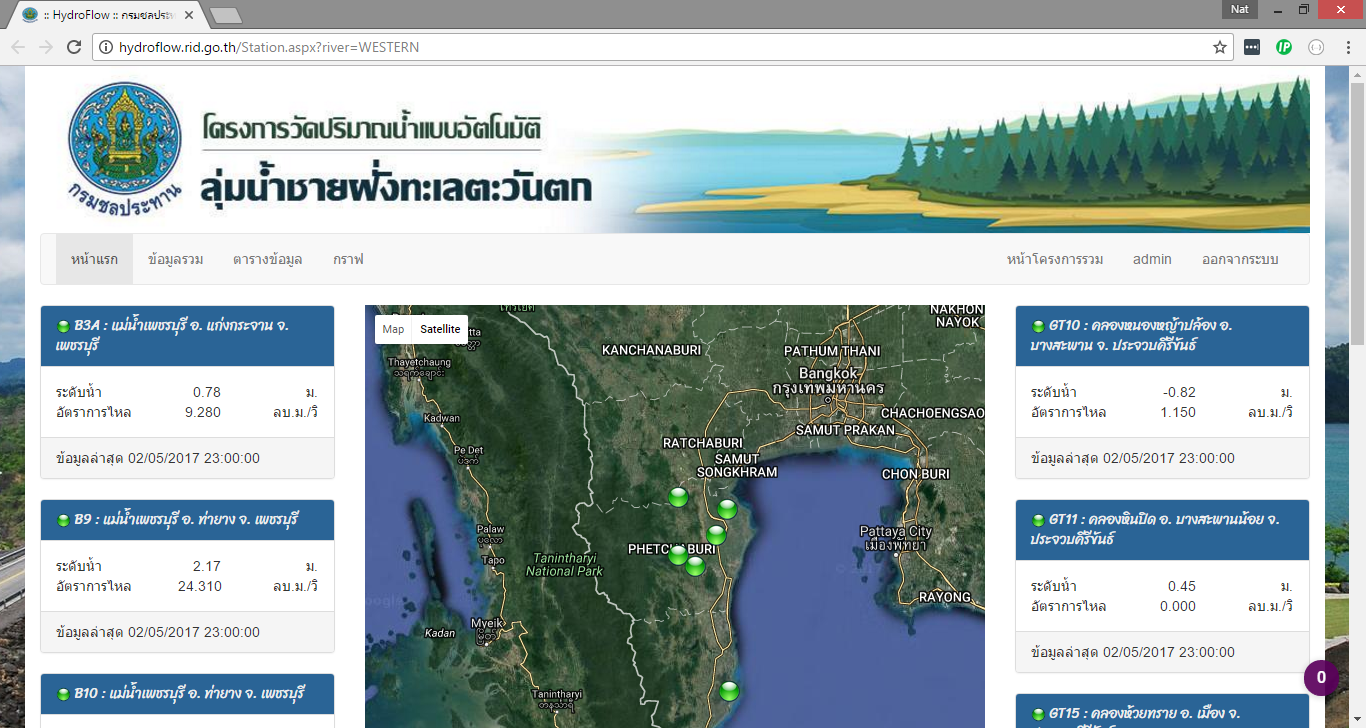 :: HydroFlow :: กรมชลประท
Nat
hydroflow.rid.go.th/Station.aspx?river=WESTERN
กรมชลประทาน
โครงการวัดปริมาณน้ำแบบอัตโนมัติ
ลุ่มน้ำชายฝั่งทะเลตะวันตก
หน้าแรก ข้อมูลรวม ตารางข้อมูล กราฟ หน้าโครงการรวม admin ออกจากระบบ
B3A : แม่น้ำเพชรบุรี อ. แก่งกระจาน จ.
เพชรบุรี
ระดับน้ำ 0.78 ม.
อัตราการไหล 9.280 ลบ.ม./วิ
ข้อมูลล่าสุด 02/05/2017 23:00:00
B9 : แม่น้ำเพชรบุรี อ. ท่ายาง จ. เพชรบุรี
ระดับน้ำ 2.17 ม.
อัตราการไหล 24.310 ลบ.ม./วิ
ข้อมูลล่าสุด 02/05/2017 23:00:00
B10 : แม่น้ำเพชรบุรี อ. ท่ายาง จ. เพชรบุรี
Map Satellite
NAKHON
NAYOK
KANCHANABURI
PATHUM THANI
Thayetchaung
သရက်ချောင်း
Bangkok
กรุงเทพมหานคร
Kadwan
CHACHOENGSAO
SAMUT PRAKAN
RATCHABURI
Pe Det
ပဲဒက်
SAMUT
SONGKHRAM
CHON BURI
Palaw
ပုလော
Pattaya City
เมืองพัทยา
PHETCHABURI
Tapo
Tanintharyi
National Park
RAYONG
Myeik
မြိတ်
Kadan
Tanintharyi
တနင်္သာရီ
GT10 : คลองหนองหญ้าปล้อง อ.
บางสะพาน จ. ประจวบคีรีขันธ์
ระดับน้ำ -0.82 ม.
อัตราการไหล 1.150 ลบ.ม./วิ
ข้อมูลล่าสุด 02/05/2017 23:00:00
GT11 : คลองหินปิด อ. บางสะพานน้อย จ.
ประจวบคีรีขันธ์
ระดับน้ำ 0.45 ม.
อัตราการไหล 0.000 ลบ.ม./วิ
ข้อมูลล่าสุด 02/05/2017 23:00:00
GT15 : คลองห้วยทราย อ. เมือง จ.
0